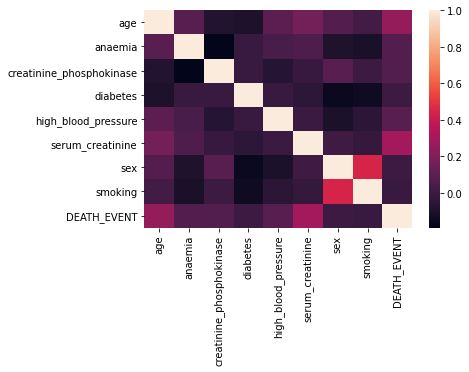 age
anaemia
creatinine_phosphokinase
diabetes
high_blood_pressure
serum_creatinine
sex
smoking
DEATH_EVENT
age
anaemia
creatinine_phosphokinase
diabetes
high_blood_pressure
serum_creatinine
sex
smoking
DEATH_EVENT
1.0
0.8
0.6
0.4
0.2
0.0